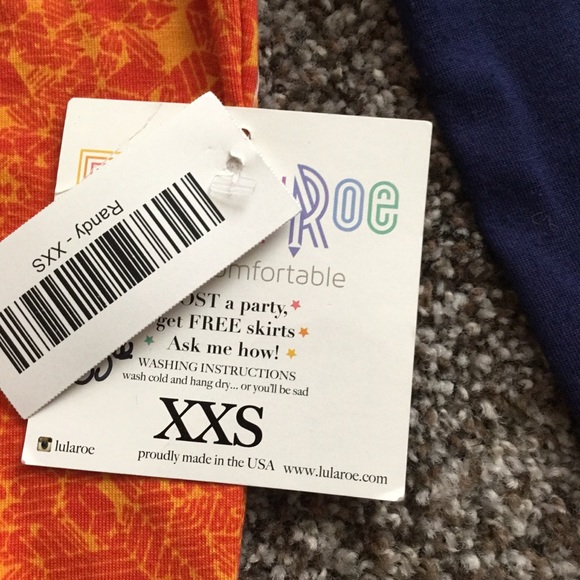 Randy - XXS
Roe
omfortable
OST a party,
get FREE skirts
Ask me how!
WASHING INSTRUCTIONS
wash cold and hang dry... or you'll be sad
XXS
proudly made in the USA
lularoe
www.lularoe.com